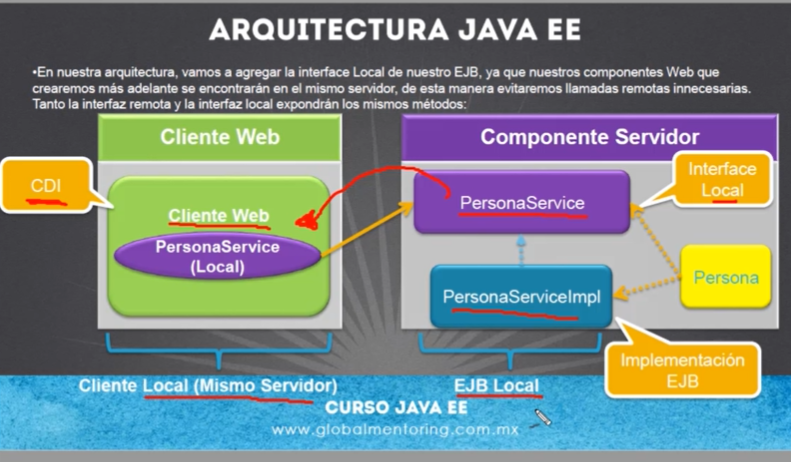 ARQUITECTURA JAVA EE
•En nuestra arquitectura, vamos a agregar la interface Local de nuestro EJB, ya que nuestros componentes Web que
crearemos más adelante se encontrarán en el mismo servidor, de esta manera evitaremos llamadas remotas innecesarias.
Tanto la interfaz remota y la interfaz local expondrán los mismos métodos:
Cliente Web
Componente Servidor
CDI
Cliente Web
PersonaService
(Local)
PersonaService
Interface
Local
PersonaServiceImpl
Persona
Implementación
EJB
Cliente Local (Mismo Servidor)
EJB Local
CURSO JAVA EE
www.globalmentoring.com.mx